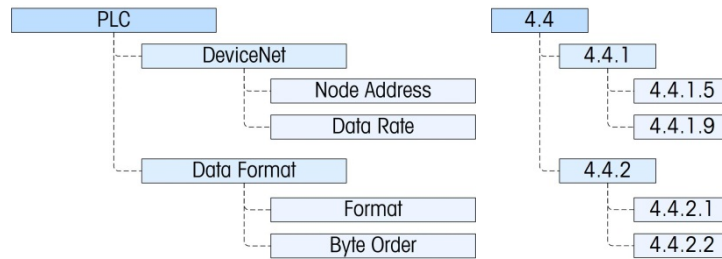 PLC 4.4
DeviceNet 4.4.1
Node Address 4.4.1.5
Data Rate 4.4.1.9
Data Format 4.4.2
Format 4.4.2.1
Byte Order 4.4.2.2